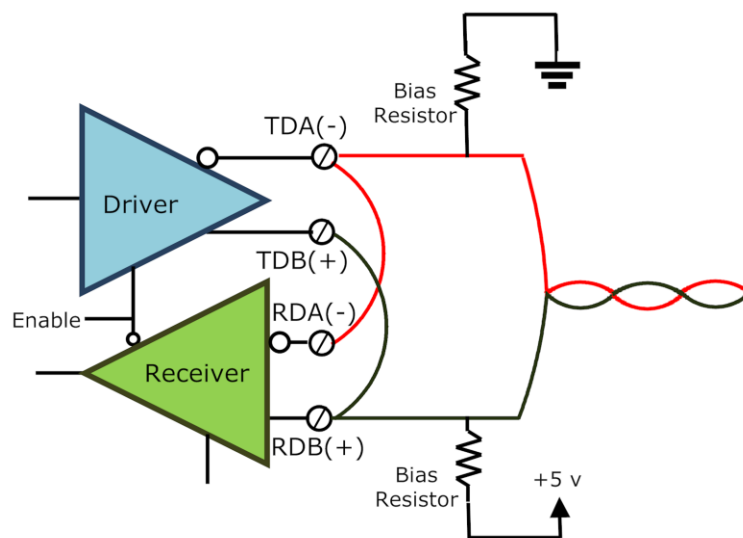 Bias
Resistor
TDA(-)
Driver
TDB(+)
Enable
RDA(-)
Receiver
RDB(+)
Bias
Resistor
+5 v